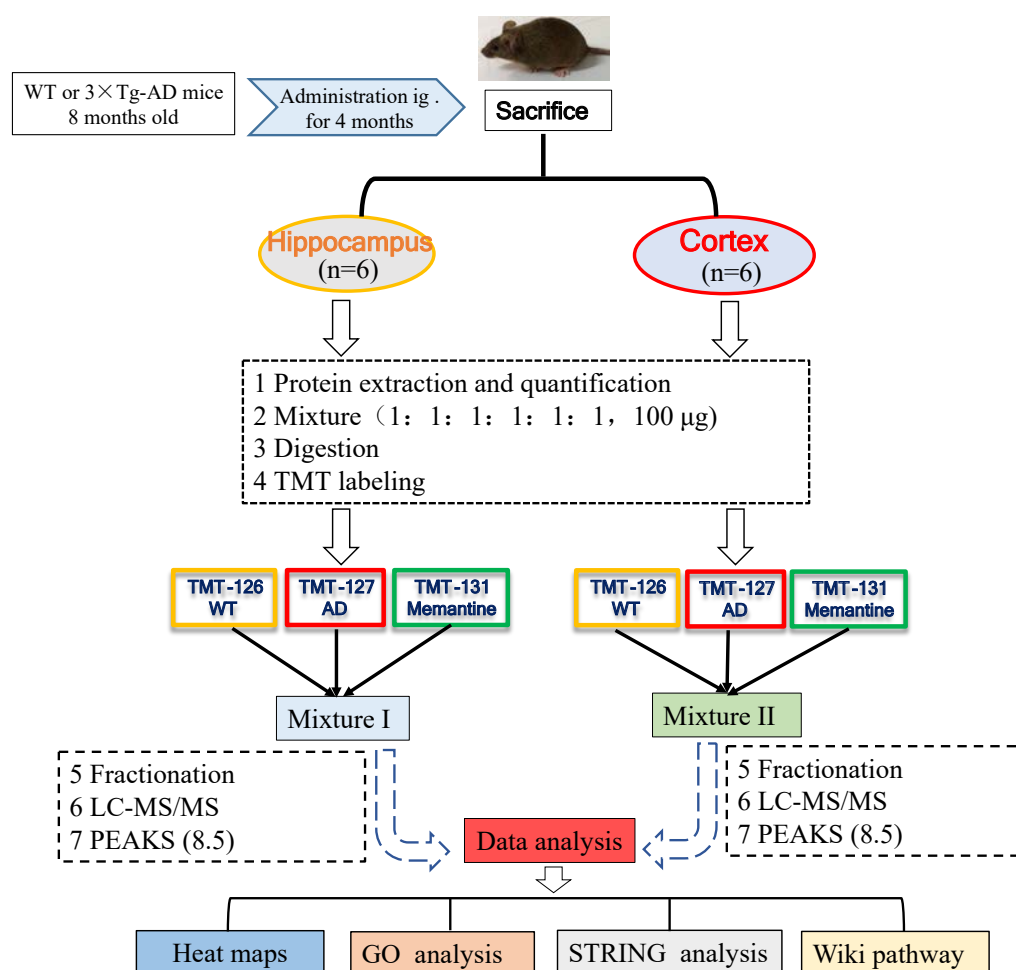 WT or 3×Tg-AD mice
8 months old
Administration ig .
for 4 months
Sacrifice
Hippocampus
(n=6)
Cortex
(n=6)
1 Protein extraction and quantification
2 Mixture（1：1：1：1：1：1，100 μg)
3 Digestion
4 TMT labeling
TMT-126
WT
TMT-127
AD
TMT-131
Memantine
TMT-126
WT
TMT-127
AD
TMT-131
Memantine
Mixture I
Mixture II
5 Fractionation
6 LC-MS/MS
7 PEAKS (8.5)
5 Fractionation
6 LC-MS/MS
7 PEAKS (8.5)
Data analysis
Heat maps
GO analysis
STRING analysis
Wiki pathway